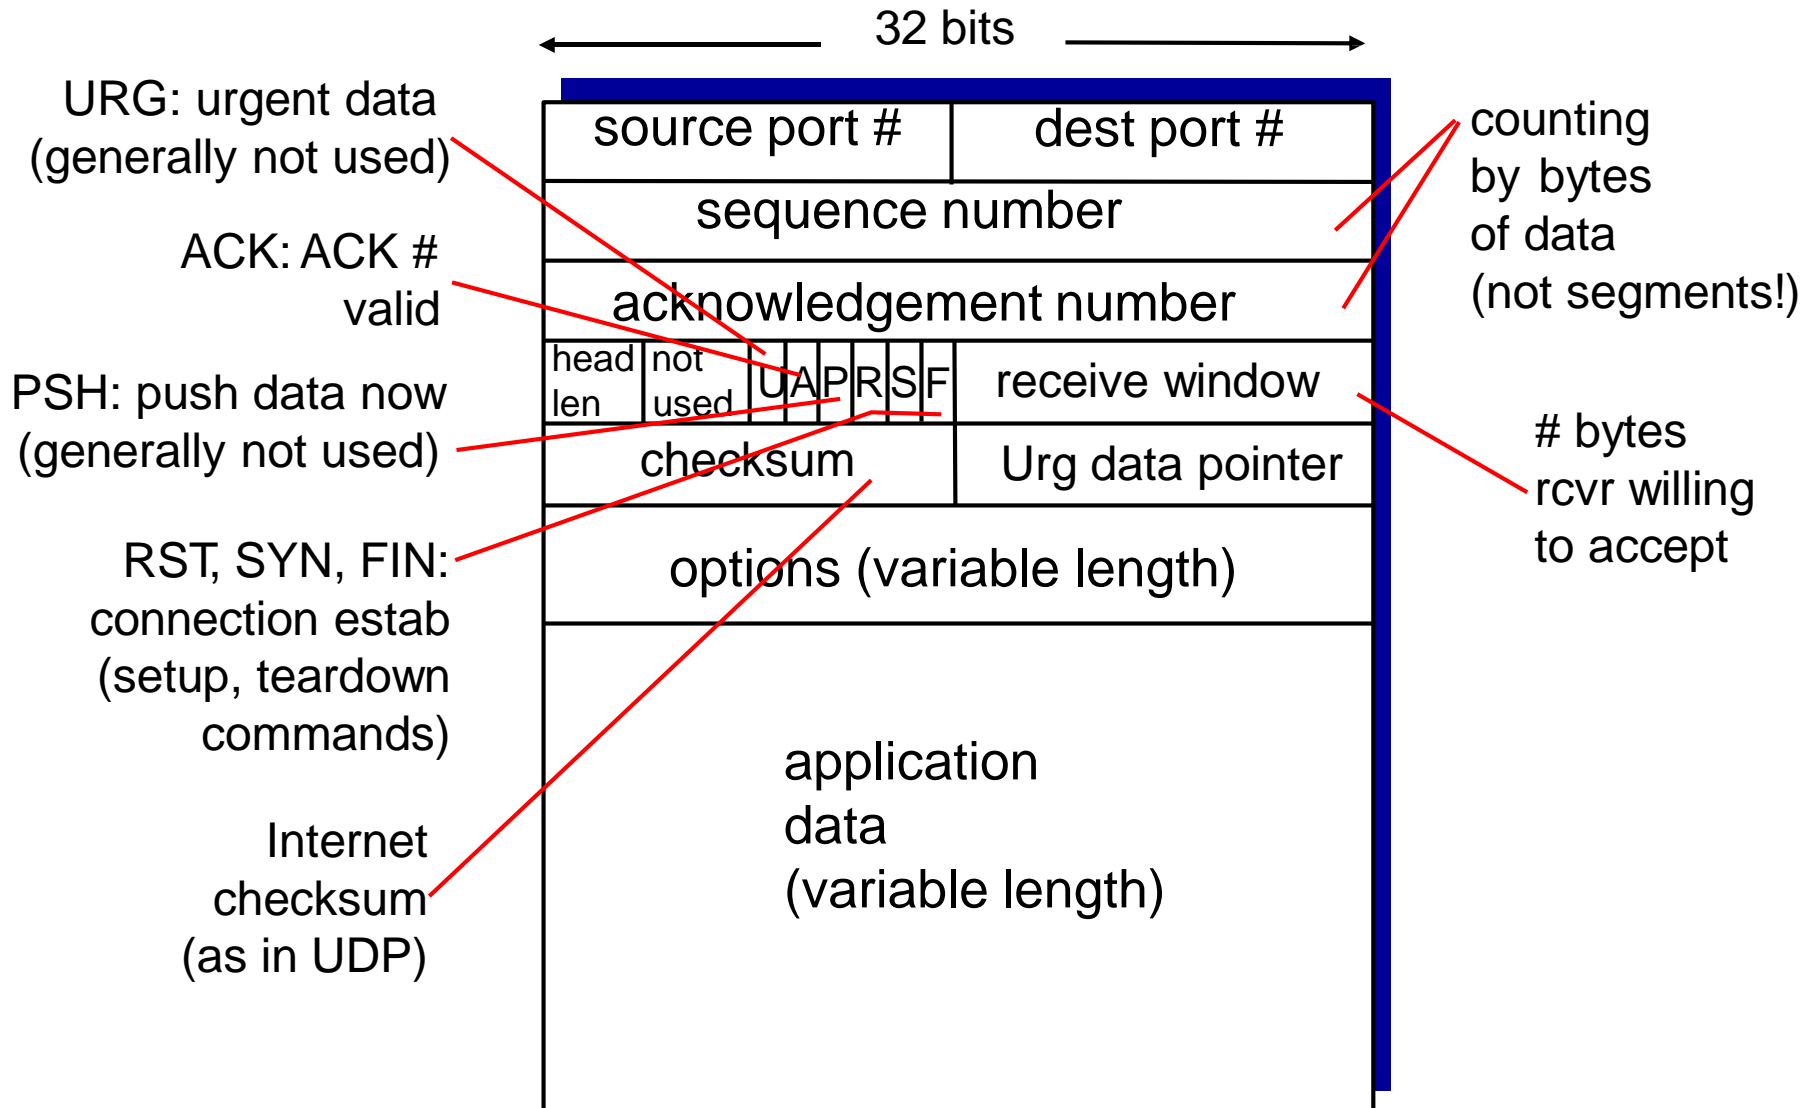 32 bits
URG: urgent data
(generally not used)
ACK: ACK #
valid
PSH: push data now
(generally not used)
RST, SYN, FIN:
connection estab
(setup, teardown
commands)
Internet
checksum
(as in UDP)
source port #
dest port #
sequence number
acknowledgement number
head
len
not
used
U A P R S F
receive window
checksum
Urg data pointer
options (variable length)
application
data
(variable length)
counting
by bytes
of data
(not segments!)
# bytes
rcvr willing
to accept